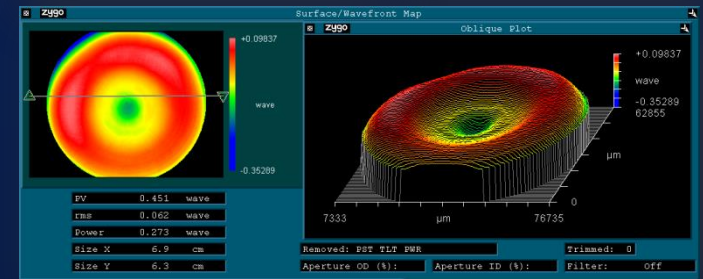 zygo Surface/Wavefront Map
zygo Oblique Plot
+0.09837
wave
-0.35289
+0.09837
wave
-0.35289
62855
µm
0
7333 µm 76735
PV 0.451 wave
rms 0.062 wave
Power 0.273 wave
Size X 6.9 cm
Size Y 6.3 cm
Removed: PST TLT PWR Trimmed: 0
Aperture OD (%): Aperture ID (%): Filter: Off